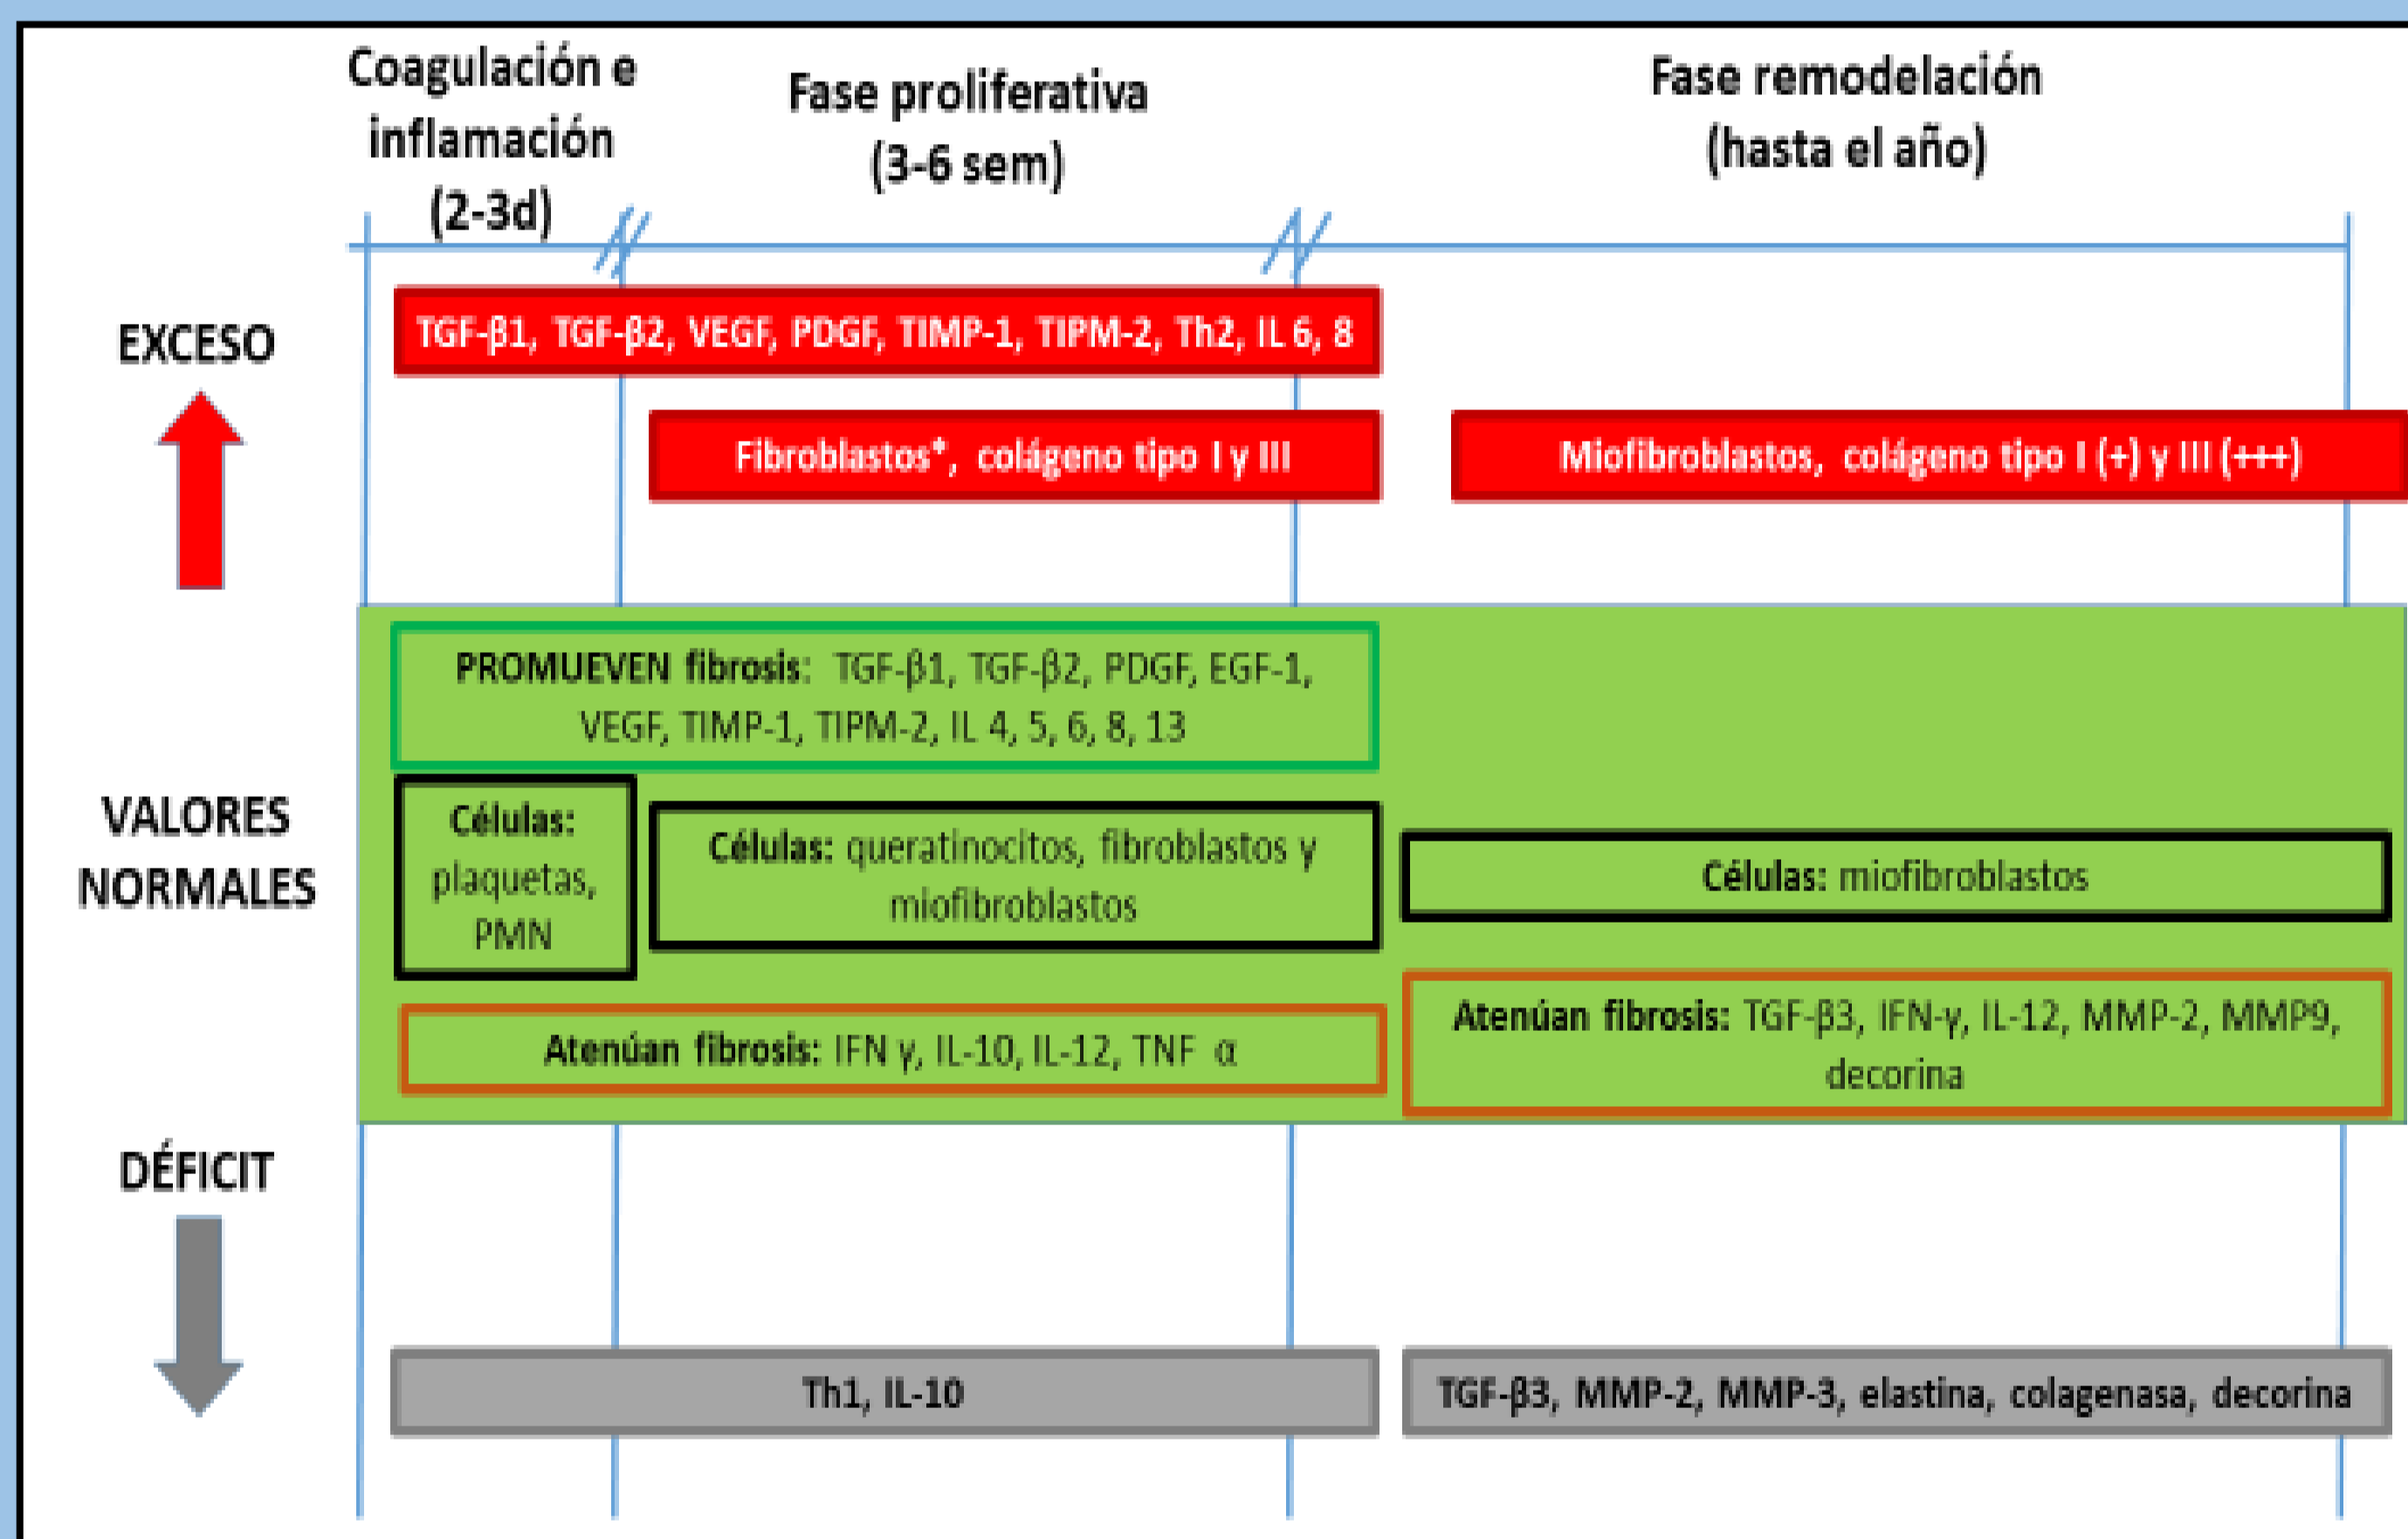 Coagulación e
inflamación
(2-3d)
Fase proliferativa
(3-6 sem)
Fase remodelación
(hasta el año)
EXCESO
TGF-β1, TGF-β2, VEGF, PDGF, TIMP-1, TIPM-2, Th2, IL 6, 8
Fibroblastos*, colágeno tipo I y III
Miofibroblastos, colágeno tipo I (+) y III (+++)
VALORES
NORMALES
PROMUEVEN fibrosis: TGF-β1, TGF-β2, PDGF, EGF-1,
VEGF, TIMP-1, TIPM-2, IL 4, 5, 6, 8, 13
Células:
plaquetas,
PMN
Células: queratinocitos, fibroblastos y
miofibroblastos
Células: miofibroblastos
Atenúan fibrosis: IFN γ, IL-10, IL-12, TNF α
Atenúan fibrosis: TGF-β3, IFN-γ, IL-12, MMP-2, MMP9,
decorina
DÉFICIT
Th1, IL-10
TGF-β3, MMP-2, MMP-3, elastina, colagenasa, decorina